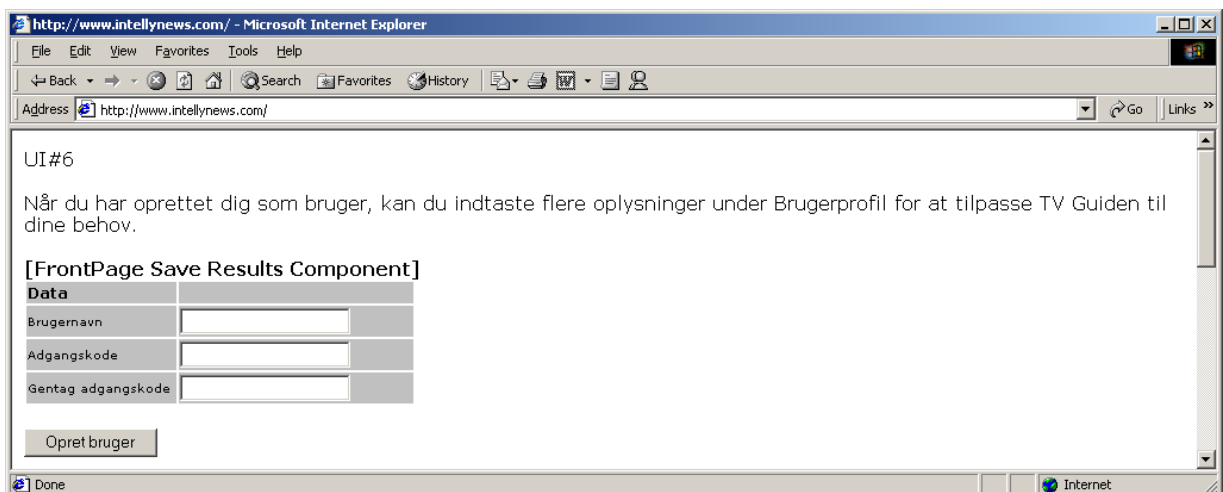 http://www.intellynews.com/ - Microsoft Internet Explorer
File Edit View Favorites Tools Help
Back Search Favorites History
Address http://www.intellynews.com/ Go Links »
UI#6
Når du har oprettet dig som bruger, kan du indtaste flere oplysninger under Brugerprofil for at tilpasse TV Guiden til
dine behov.
[FrontPage Save Results Component]
Data
Brugernavn
Adgangskode
Gentag adgangskode
Opret bruger
Done Internet